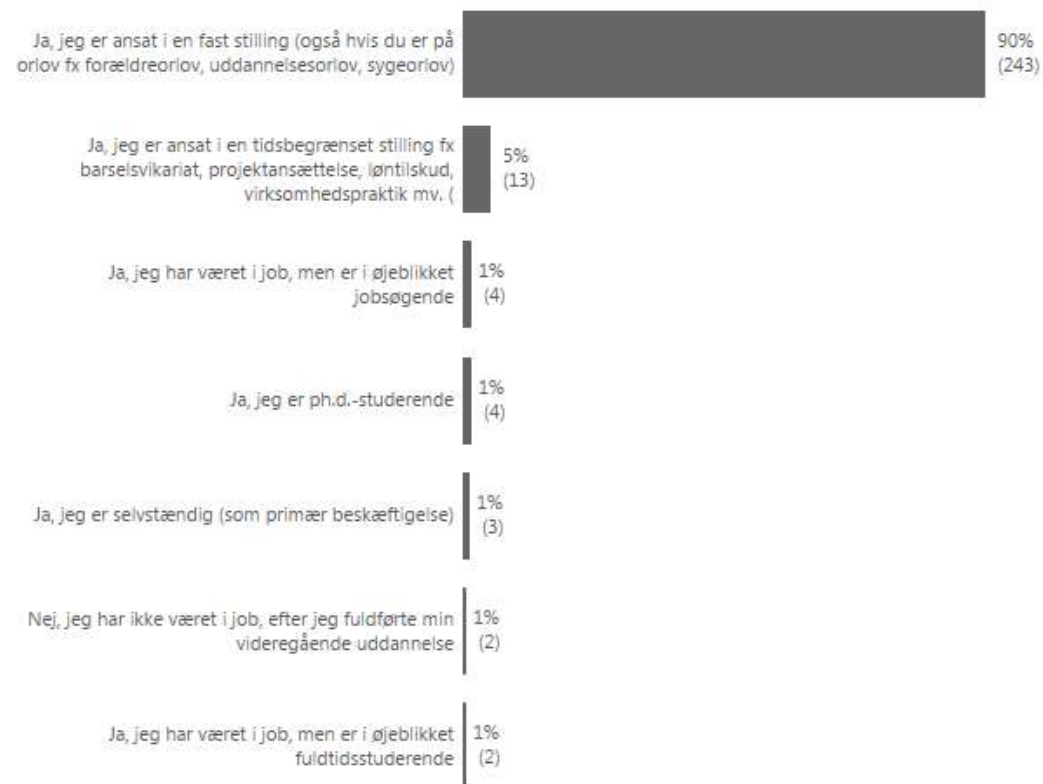 Ja, jeg er ansat i en fast stilling (også hvis du er på
orlov fx forældreorlov, uddannelsesorlov, sygeorlov)
90%
(243)
Ja, jeg er ansat i en tidsbegrænset stilling fx
barselsvikariat, projektansættelse, løntilskud,
virksomhedspraktik mv. (
5%
(13)
Ja, jeg har været i job, men er i øjeblikket
jobsøgende
1%
(4)
Ja, jeg er ph.d.-studerende
1%
(4)
Ja, jeg er selvstændig (som primær beskæftigelse)
1%
(3)
Nej, jeg har ikke været i job, efter jeg fuldførte min
videregående uddannelse
1%
(2)
Ja, jeg har været i job, men er i øjeblikket
fuldtidsstuderende
1%
(2)